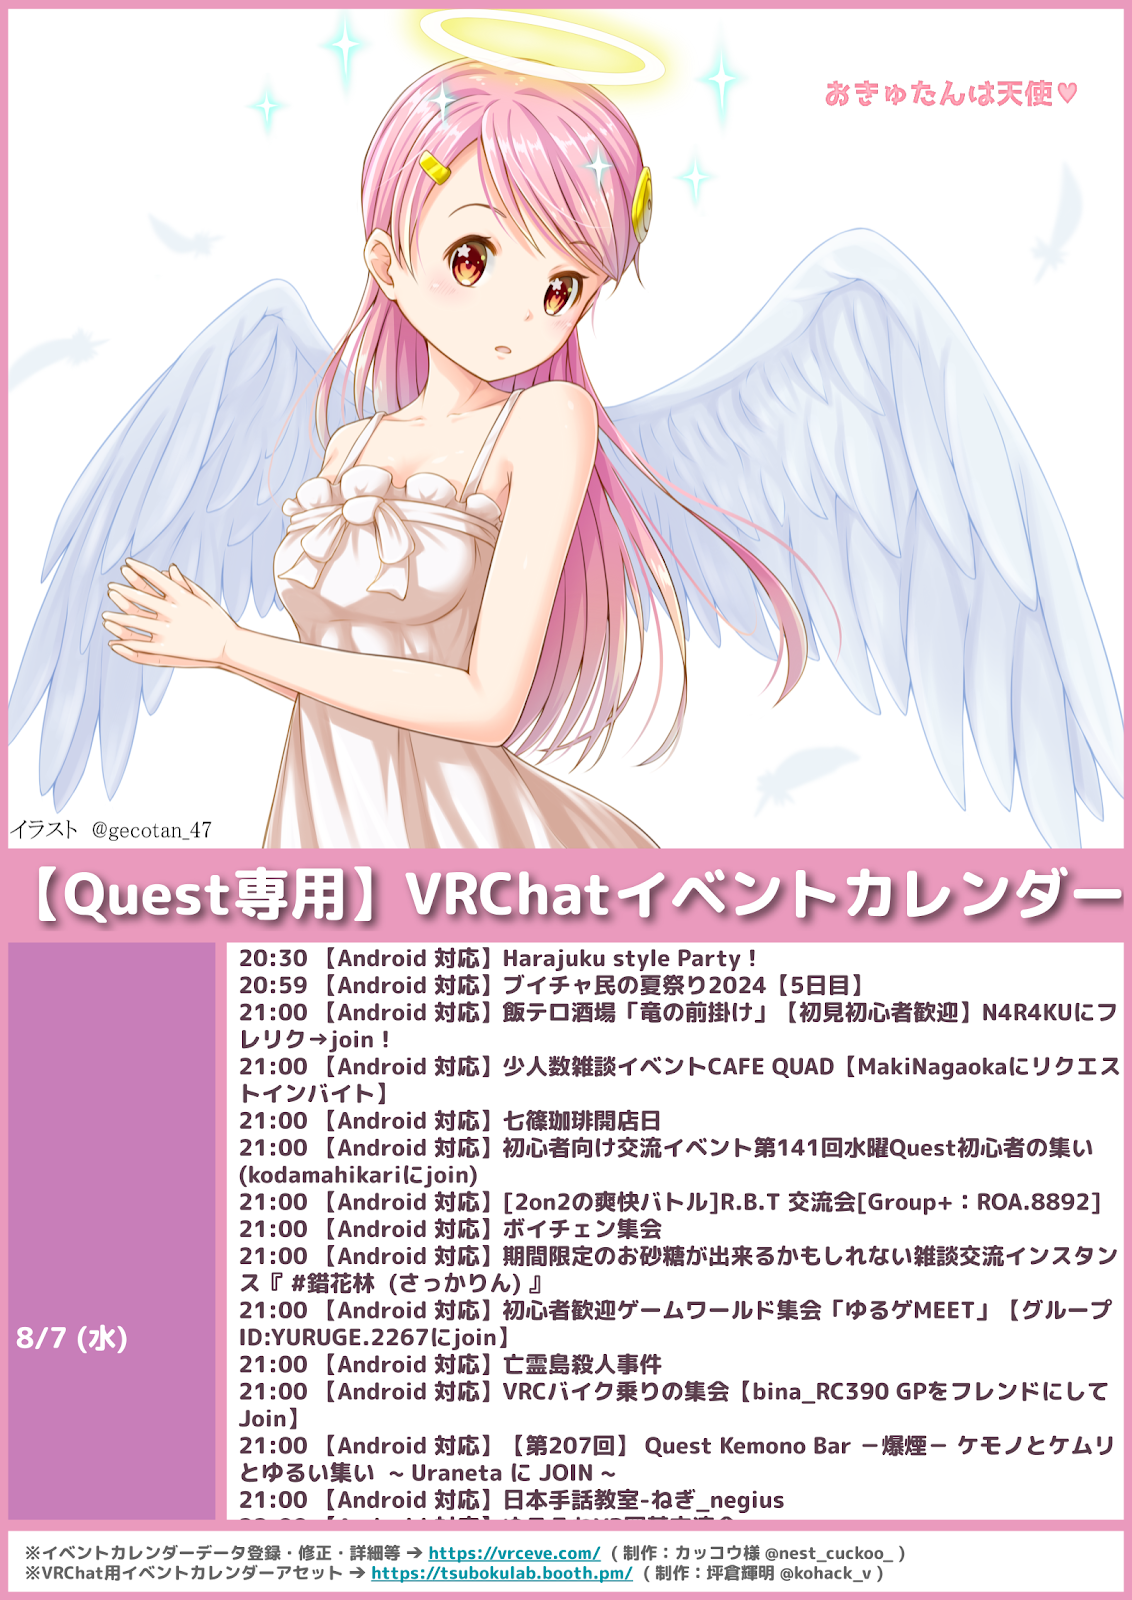 おきゅたんは天使♥
イラスト @gecotan_47
【Quest専用】VRChatイベントカレンダー
8/7 (水)
20:30 【Android 対応】Harajuku style Party！
20:59 【Android 対応】ブイチャ民の夏祭り2024【5日目】
21:00 【Android 対応】飯テロ酒場「竜の前掛け」【初見初心者歓迎】N4R4KUにフ
レリク→join！
21:00 【Android 対応】少人数雑談イベントCAFE QUAD【MakiNagaokaにリクエス
トインバイト】
21:00 【Android 対応】七篠珈琲開店日
21:00 【Android 対応】初心者向け交流イベント第141回水曜Quest初心者の集い
(kodamahikariにjoin)
21:00 【Android 対応】[2on2の爽快バトル]R.B.T 交流会[Group+：ROA.8892]
21:00 【Android 対応】ボイチェン集会
21:00 【Android 対応】期間限定のお砂糖が出来るかもしれない雑談交流インスタン
ス『 #錯花林（さっかりん）』
21:00 【Android 対応】初心者歓迎ゲームワールド集会「ゆるゲMEET」【グループ
ID:YURUGE.2267にjoin】
21:00 【Android 対応】亡霊島殺人事件
21:00 【Android 対応】VRCバイク乗りの集会【bina_RC390 GPをフレンドにして
Join】
21:00 【Android 対応】【第207回】 Quest Kemono Bar －爆煙－ ケモノとケムリ
とゆるい集い ～Uraneta に JOIN～
21:00 【Android 対応】日本手話教室-ねぎ_negius
※イベントカレンダーデータ登録・修正・詳細等 → https://vrceve.com/ （制作：カッコウ様 @nest_cuckoo_ ）
※VRChat用イベントカレンダーアセット → https://tsubokulab.booth.pm/ （制作：坪倉輝明 @kohack_v ）